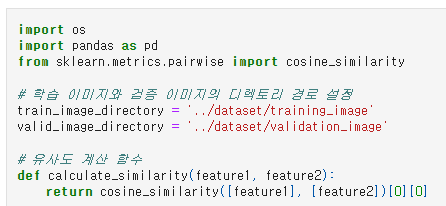 import os
import pandas as pd
from sklearn.metrics.pairwise import cosine_similarity
# 학습 이미지와 검증 이미지의 디렉토리 경로 설정
train_image_directory = '../dataset/training_image'
valid_image_directory = '../dataset/validation_image'
# 유사도 계산 함수
def calculate_similarity(feature1, feature2):
    return cosine_similarity([feature1], [feature2])[0][0]